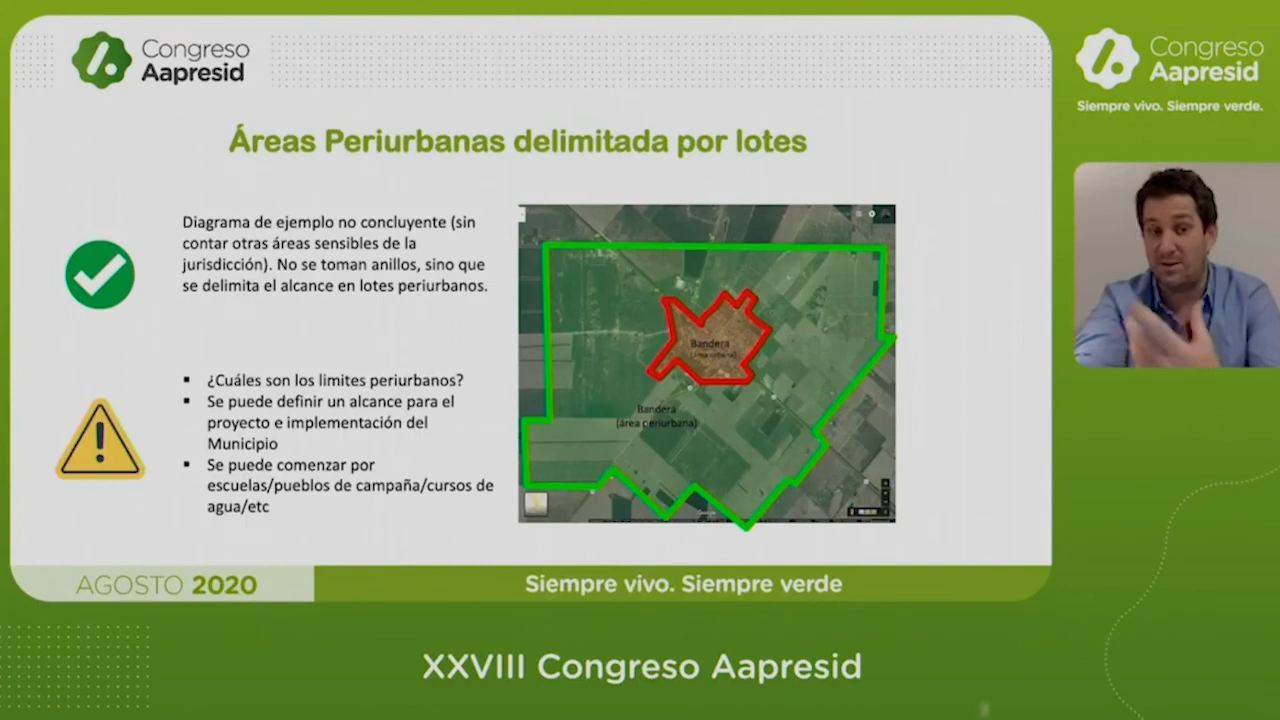 Congreso
Aapresid
Congreso
Aapresid
Siempre vivo. Siempre verde.
Áreas Periurbanas delimitada por lotes
Diagrama de ejemplo no concluyente (sin
contar otras áreas sensibles de la
jurisdicción). No se toman anillos, sino que
se delimita el alcance en lotes periurbanos.
▪ ¿Cuáles son los limites periurbanos?
▪ Se puede definir un alcance para el
proyecto e implementación del
Municipio
▪ Se puede comenzar por
escuelas/pueblos de campaña/cursos de
agua/etc
Bandera
(área urbana)
Bandera
(área periurbana)
Google
AGOSTO 2020
Siempre vivo. Siempre verde
XXVIII Congreso Aapresid